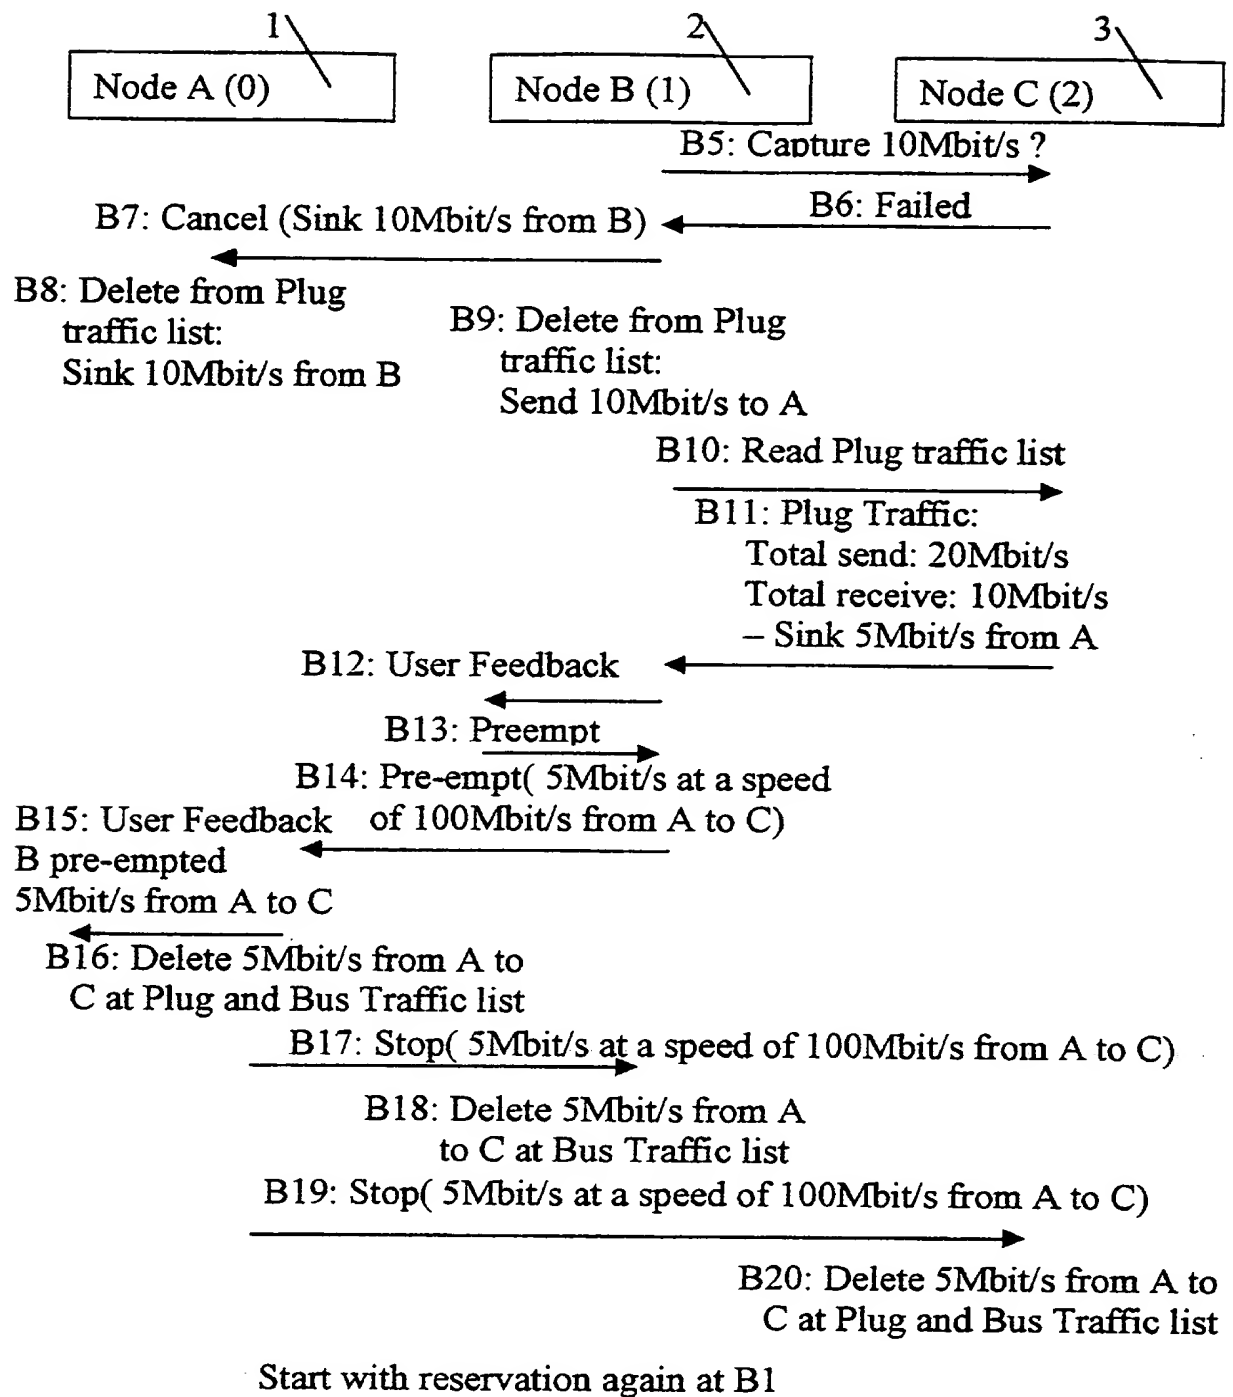 1
2
3
Node A (0)
Node B (1)
Node C (2)
B5: Capture 10Mbit/s ?
B6: Failed
B7: Cancel (Sink 10Mbit/s from B)
B8: Delete from Plug
traffic list:
Sink 10Mbit/s from B
B9: Delete from Plug
traffic list:
Send 10Mbit/s to A
B10: Read Plug traffic list
B11: Plug Traffic:
Total send: 20Mbit/s
Total receive: 10Mbit/s
– Sink 5Mbit/s from A
B12: User Feedback
B13: Preempt
B14: Pre-empt( 5Mbit/s at a speed
of 100Mbit/s from A to C)
B15: User Feedback
B pre-empted
5Mbit/s from A to C
B16: Delete 5Mbit/s from A to
C at Plug and Bus Traffic list
B17: Stop( 5Mbit/s at a speed of 100Mbit/s from A to C)
B18: Delete 5Mbit/s from A
to C at Bus Traffic list
B19: Stop( 5Mbit/s at a speed of 100Mbit/s from A to C)
B20: Delete 5Mbit/s from A to
C at Plug and Bus Traffic list
Start with reservation again at B1